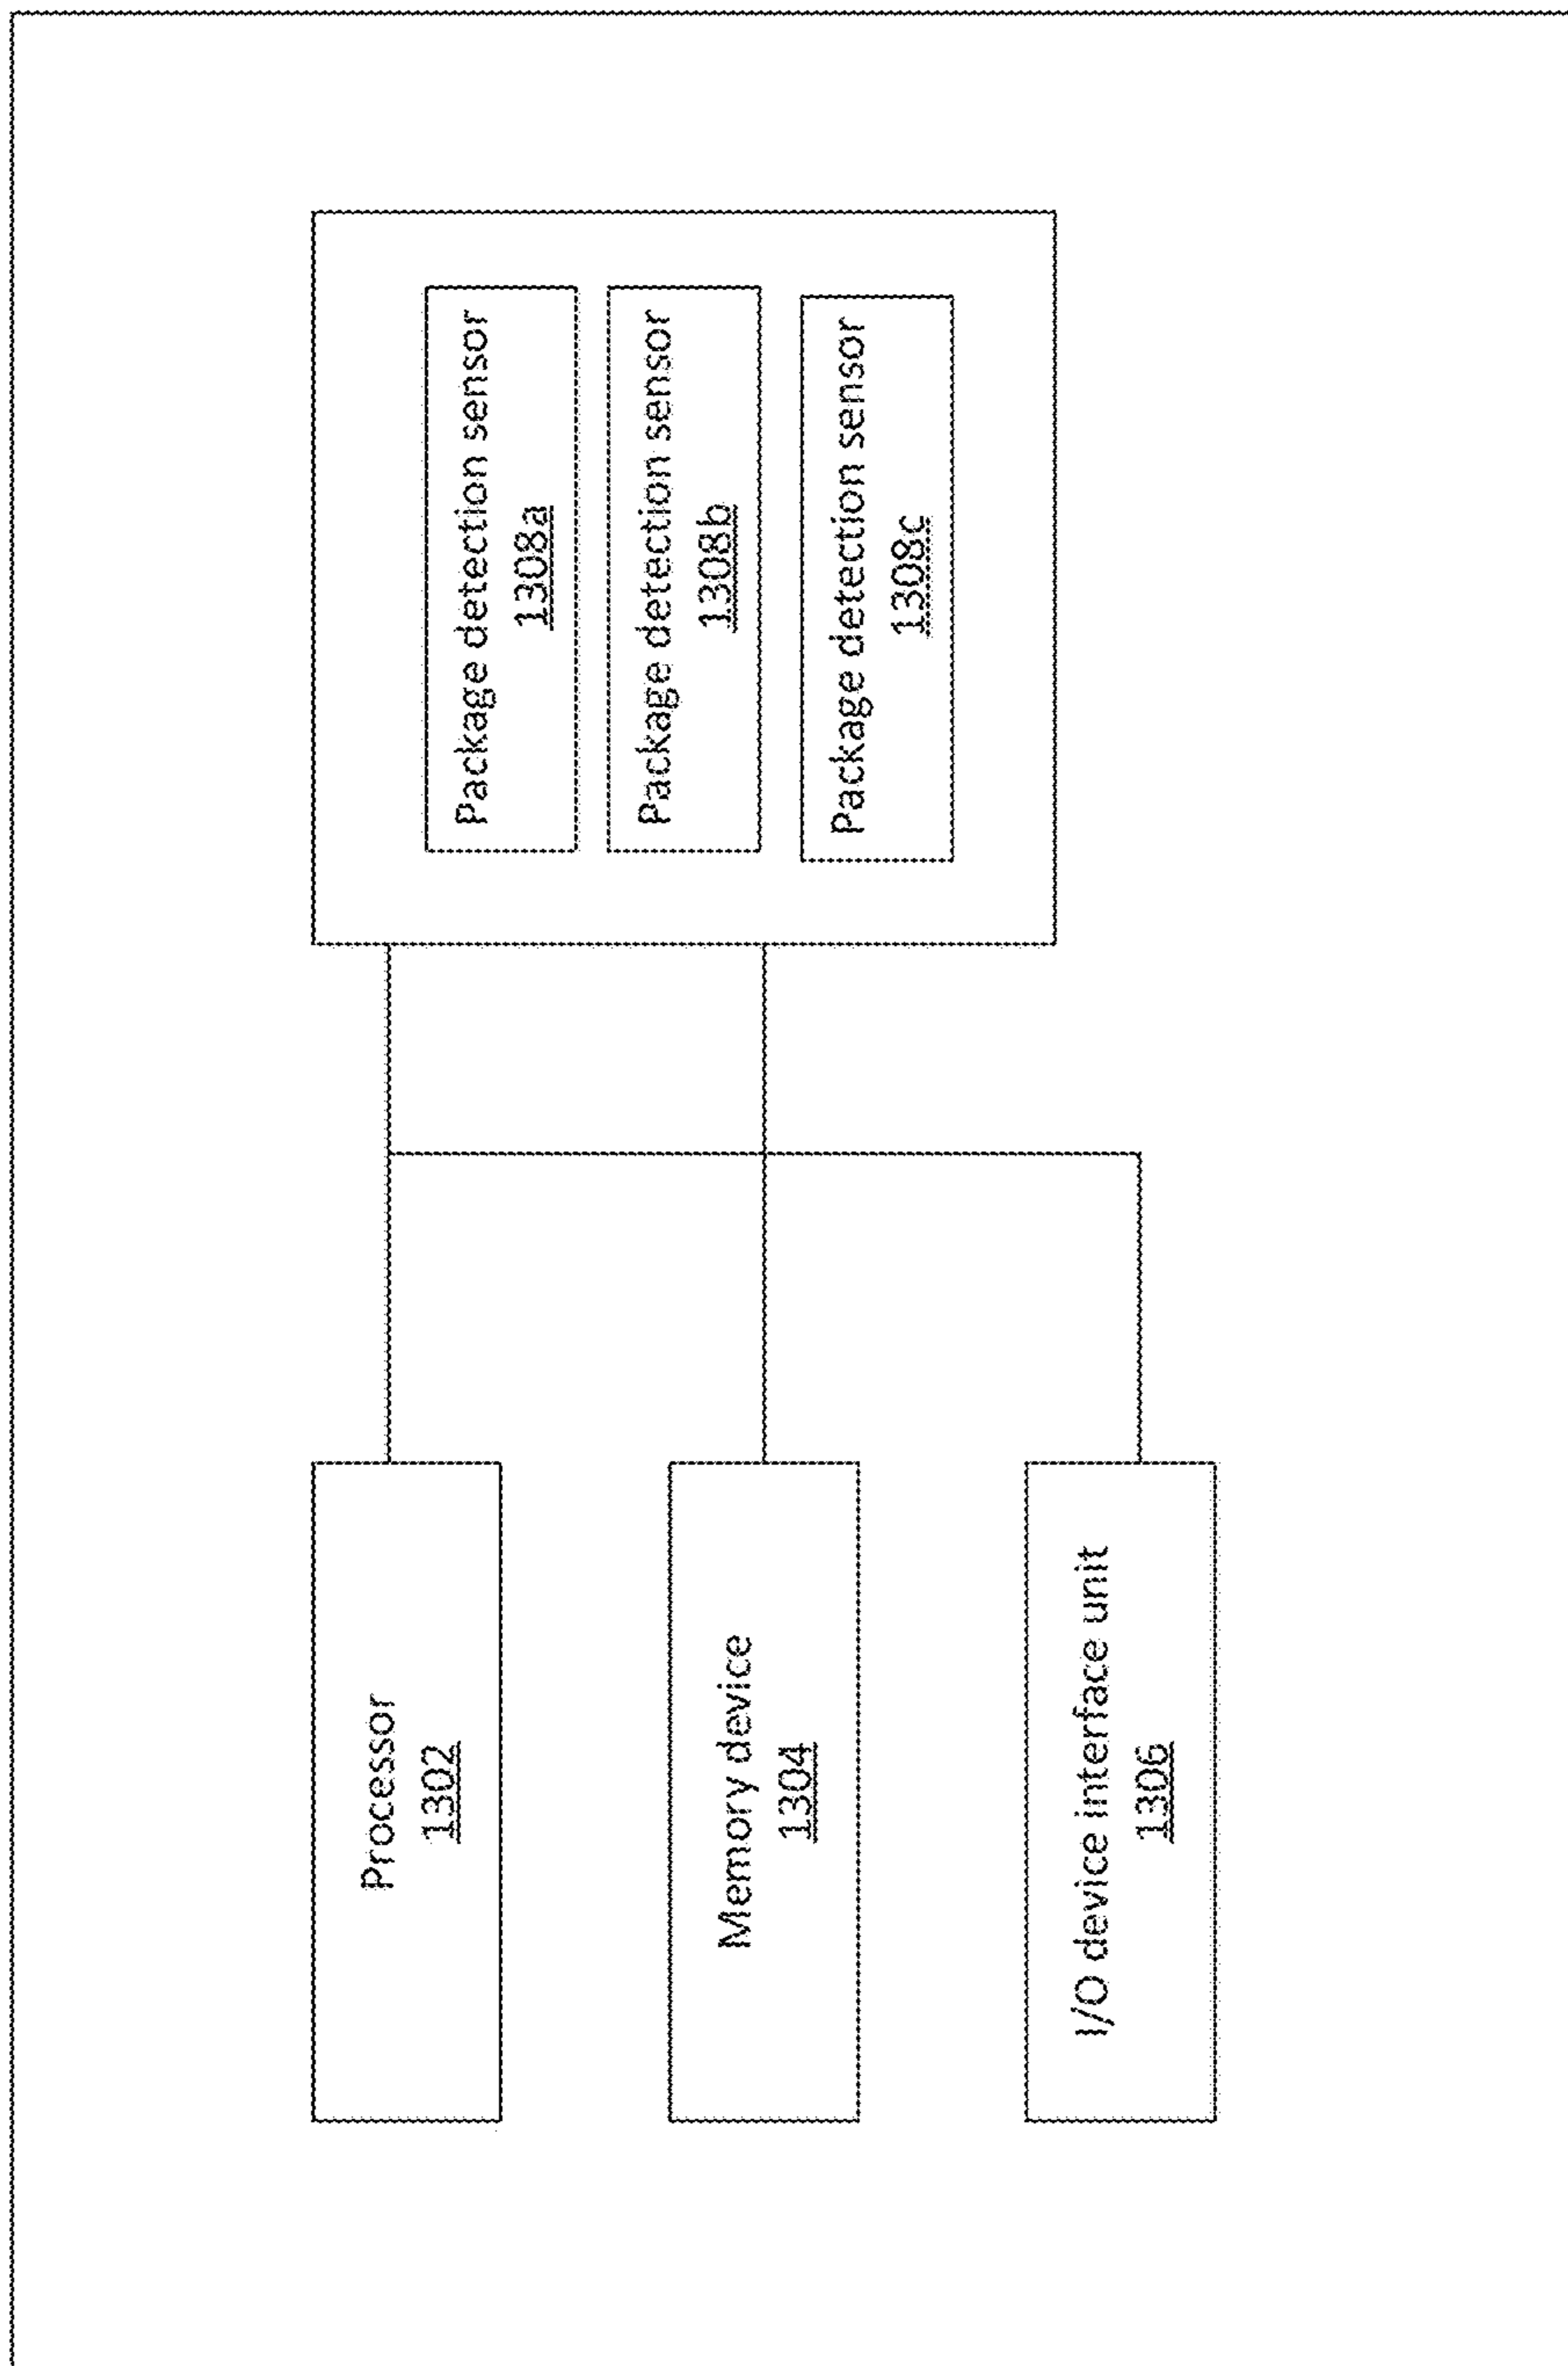 Processor
1302
Memory device
1304
I/O device interface unit
1306
Package detection sensor
1308a
Package detection sensor
1308b
Package detection sensor
1308c